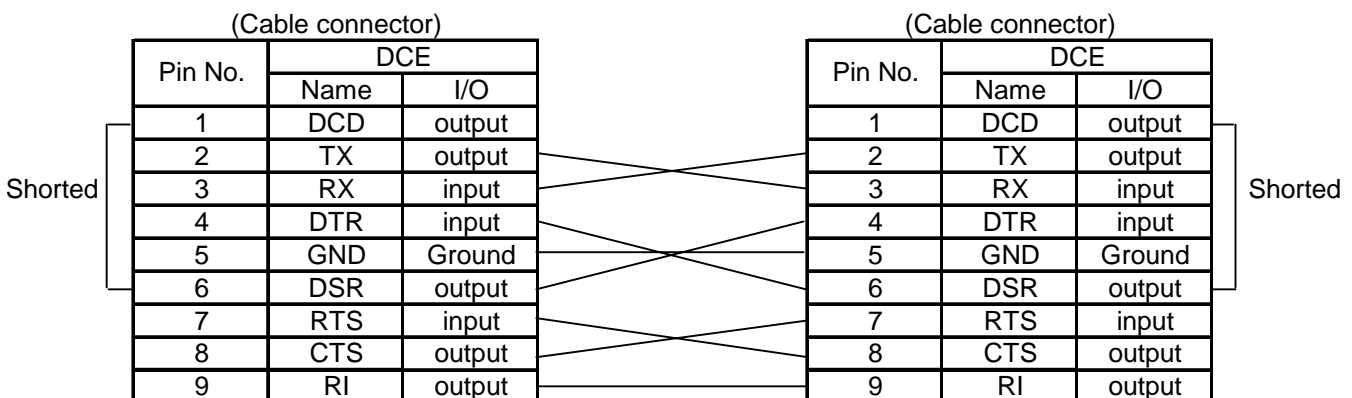 (Cable connector) (Cable connector)
Pin No. DCE Pin No. DCE
Name I/O Name I/O
1 DCD output 1 DCD output
2 TX output 2 TX output
Shorted 3 RX input 3 RX input Shorted
4 DTR input 4 DTR input
5 GND Ground 5 GND Ground
6 DSR output 6 DSR output
7 RTS input 7 RTS input
8 CTS output 8 CTS output
9 RI output 9 RI output